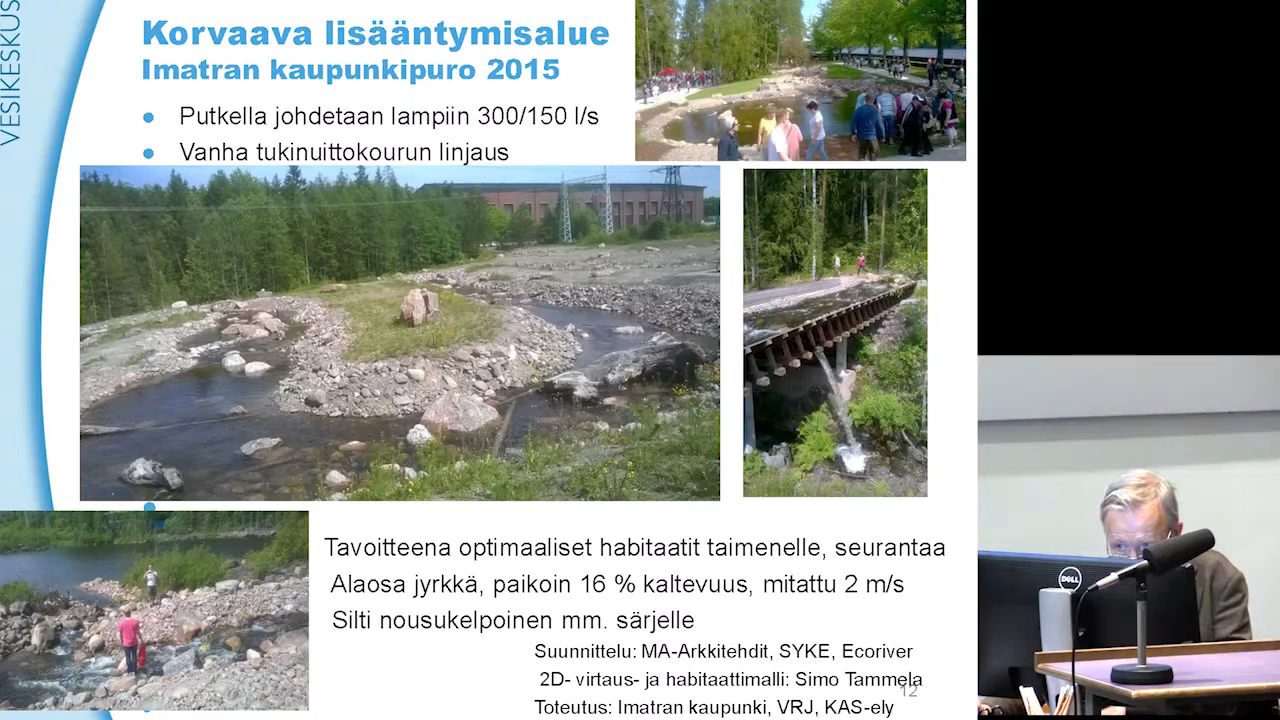 VESIKESKUS
Korvaava lisääntymisalue
Imatran kaupunkipuro 2015
• Putkella johdetaan lampiin 300/150 l/s
• Vanha tukinuittokourun linjaus
Tavoitteena optimaaliset habitaatit taimenelle, seurantaa
Alaosa jyrkkä, paikoin 16 % kaltevuus, mitattu 2 m/s
Silti nousukelpoinen mm. särjelle
Suunnittelu: MA-Arkkitehdit, SYKE, Ecoriver
2D- virtaus- ja habitaattimalli: Simo Tammela
12
Toteutus: Imatran kaupunki, VRJ, KAS-ely
DELL